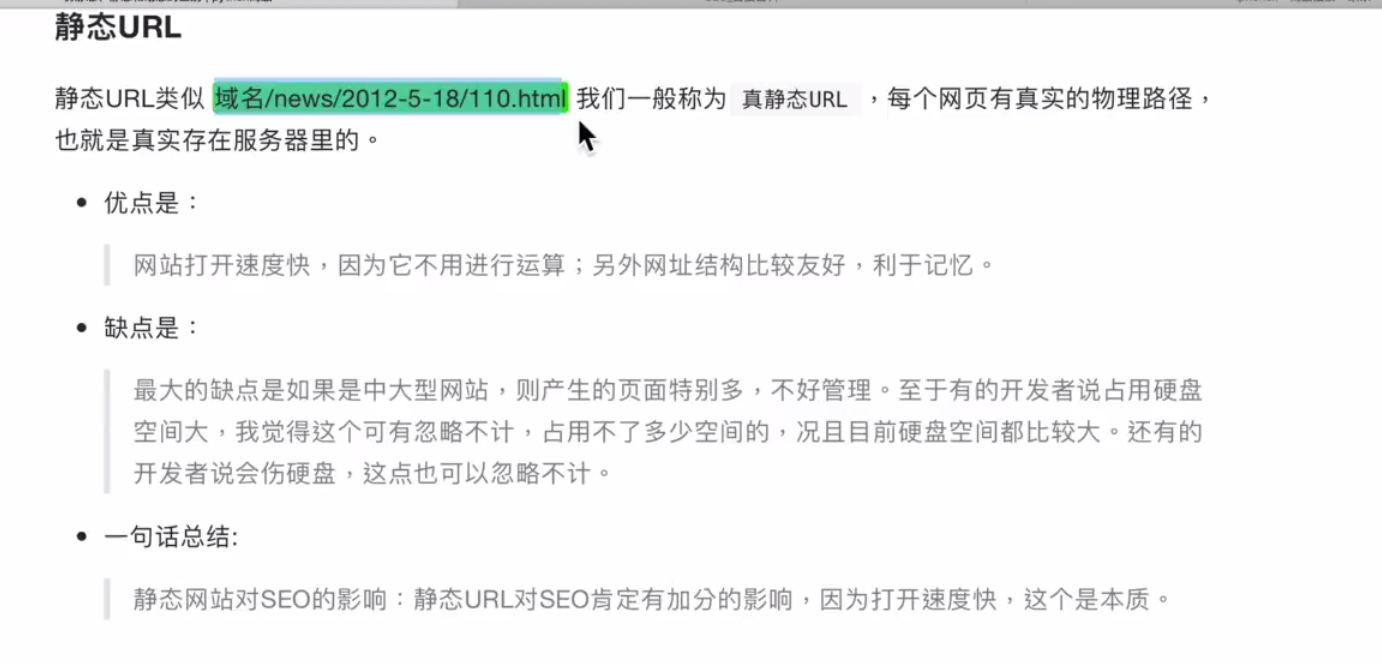 静态URL
静态URL类似 域名/news/2012-5-18/110.html 我们一般称为 真静态URL ，每个网页有真实的物理路径，
也就是真实存在服务器里的。
优点是：
网站打开速度快，因为它不用进行运算；另外网址结构比较友好，利于记忆。
缺点是：
最大的缺点是如果是中大型网站，则产生的页面特别多，不好管理。至于有的开发者说占用硬盘
空间大，我觉得这个可有忽略不计，占用不了多少空间的，况且目前硬盘空间都比较大。还有的
开发者说会伤硬盘，这点也可以忽略不计。
一句话总结:
静态网站对SEO的影响：静态URL对SEO肯定有加分的影响，因为打开速度快，这个是本质。